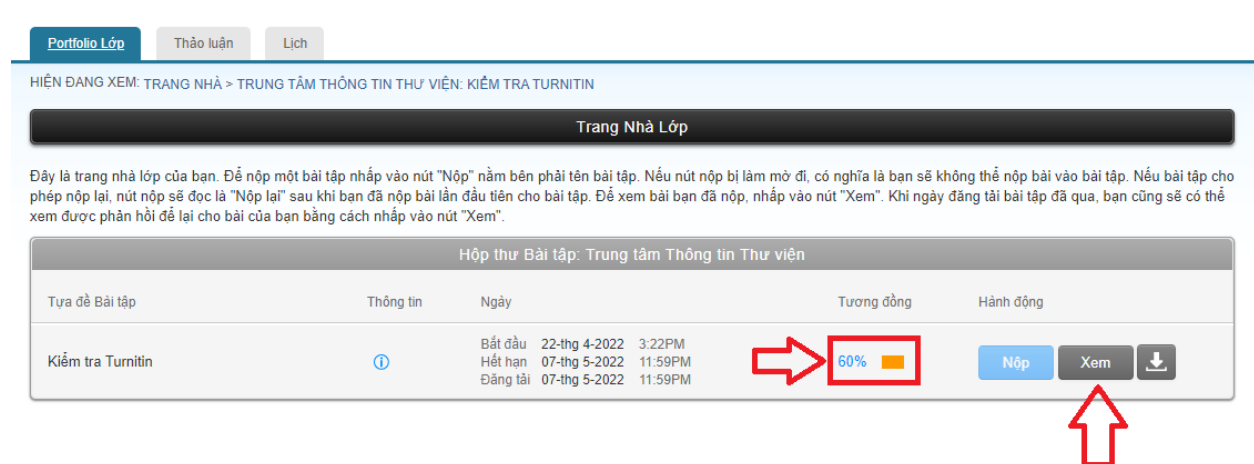 Portfolio Lớp Thảo luận Lịch
HIỆN ĐANG XEM: TRANG NHÀ > TRUNG TÂM THÔNG TIN THƯ VIỆN: KIỂM TRA TURNITIN
Trang Nhà Lớp
Đây là trang nhà lớp của bạn. Để nộp một bài tập nhấp vào nút "Nộp" nằm bên phải tên bài tập. Nếu nút nộp bị làm mờ đi, có nghĩa là bạn sẽ không thể nộp bài vào bài tập. Nếu bài tập cho
phép nộp lại, nút nộp sẽ đọc là "Nộp lại" sau khi bạn đã nộp bài lần đầu tiên cho bài tập. Để xem bài bạn đã nộp, nhấp vào nút "Xem". Khi ngày đăng tải bài tập đã qua, bạn cũng sẽ có thể
xem được phản hồi để lại cho bài của bạn bằng cách nhấp vào nút "Xem".
Hộp thư Bài tập: Trung tâm Thông tin Thư viện
Tựa đề Bài tập Thông tin Ngày Tương đồng Hành động
Bắt đầu 22-thg 4-2022 3:22PM
Kiểm tra Turnitin Hết hạn 07-thg 5-2022 11:59PM 60% Nộp Xem
Đăng tải 07-thg 5-2022 11:59PM